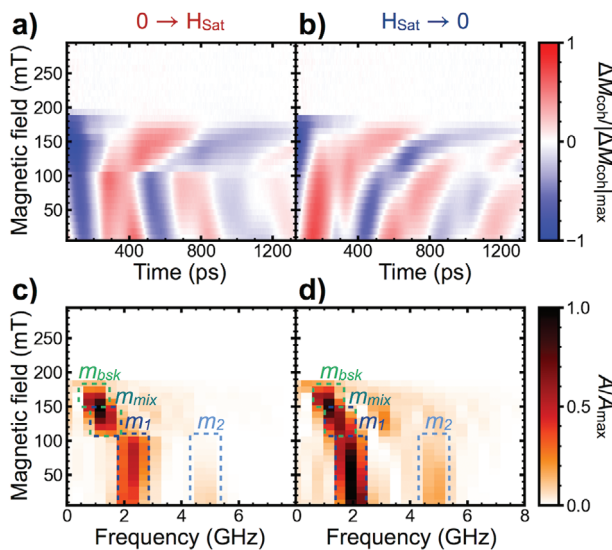 0 → H_Sat
H_Sat → 0
a)
b)
Magnetic field (mT)
250
200
150
100
50
400
800
1200
Time (ps)
400
800
1200
Time (ps)
1
0
−1
ΔM_coh/|ΔM_coh|_max
c)
d)
Magnetic field (mT)
250
200
150
100
50
m_bsk
m_mix
m_1
m_2
m_bsk
m_mix
m_1
m_2
0
2
4
6
0
2
4
6
8
Frequency (GHz)
Frequency (GHz)
1.0
0.5
0.0
A/A_max